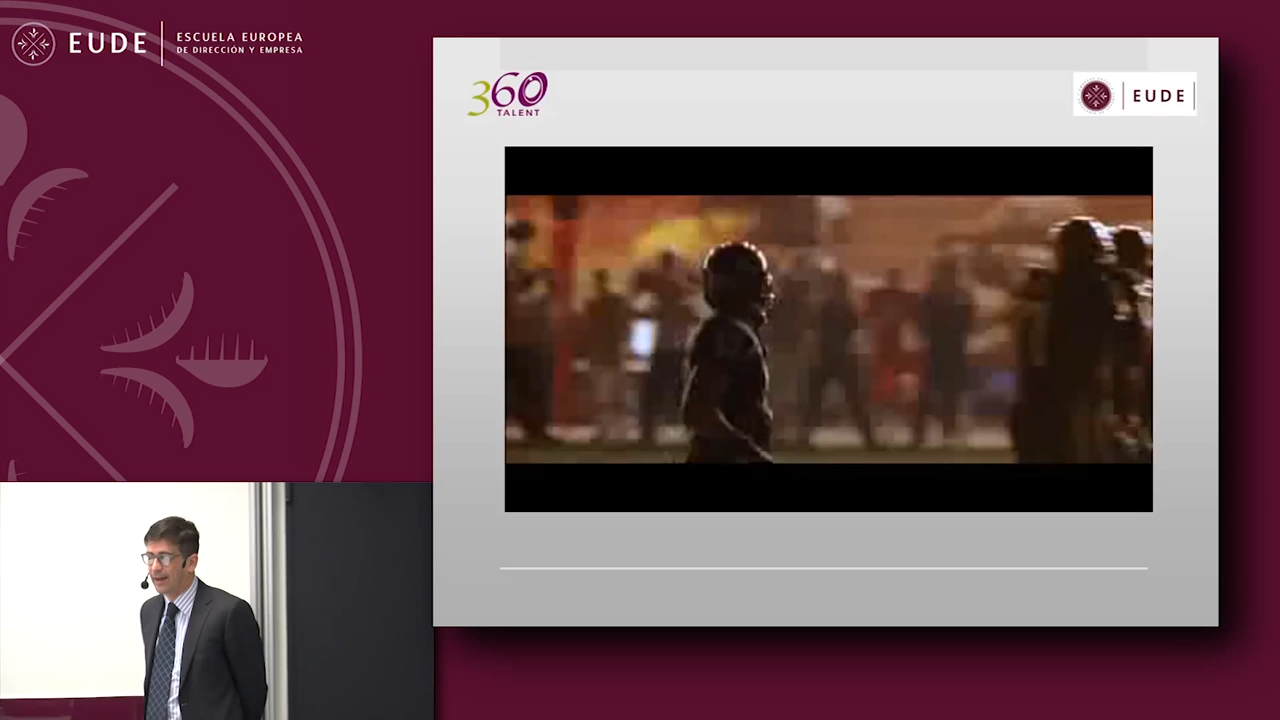 EUDE
ESCUELA EUROPEA
DE DIRECCIÓN Y EMPRESA
360
TALENT
EUDE